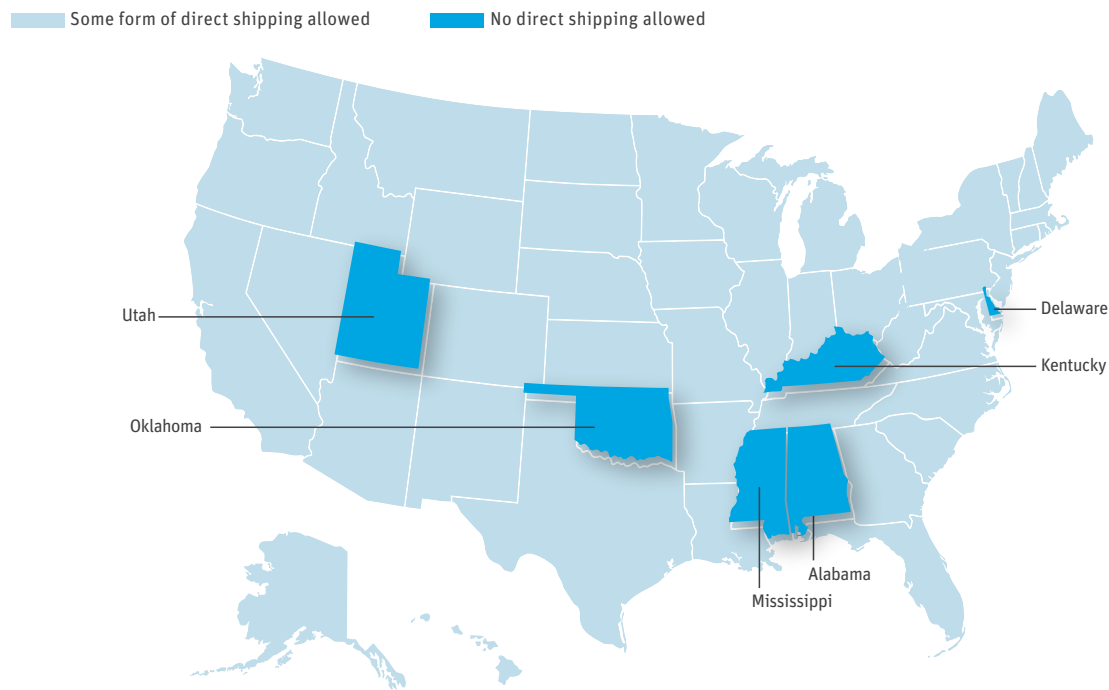 Some form of direct shipping allowed
No direct shipping allowed
Utah
Delaware
Kentucky
Oklahoma
Alabama
Mississippi